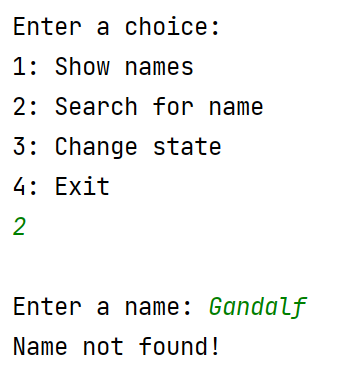 Enter a choice:
1: Show names
2: Search for name
3: Change state
4: Exit
2
Enter a name: Gandalf
Name not found!